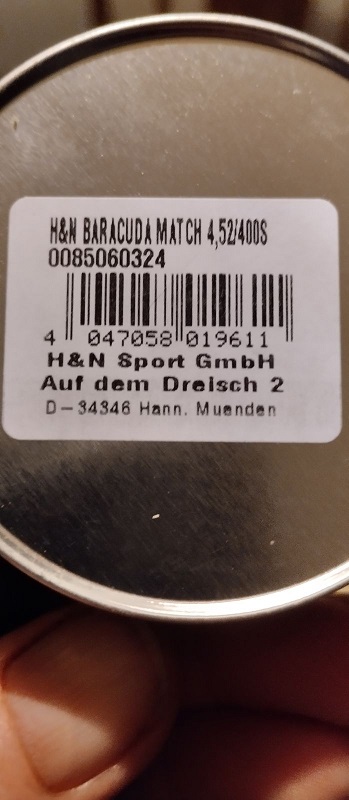 H&N BARACUDA MATCH 4,52/400S
0085060324
4 047058 019611
H&N Sport GmbH
Auf dem Dreisch 2
D-34346 Hann. Muenden